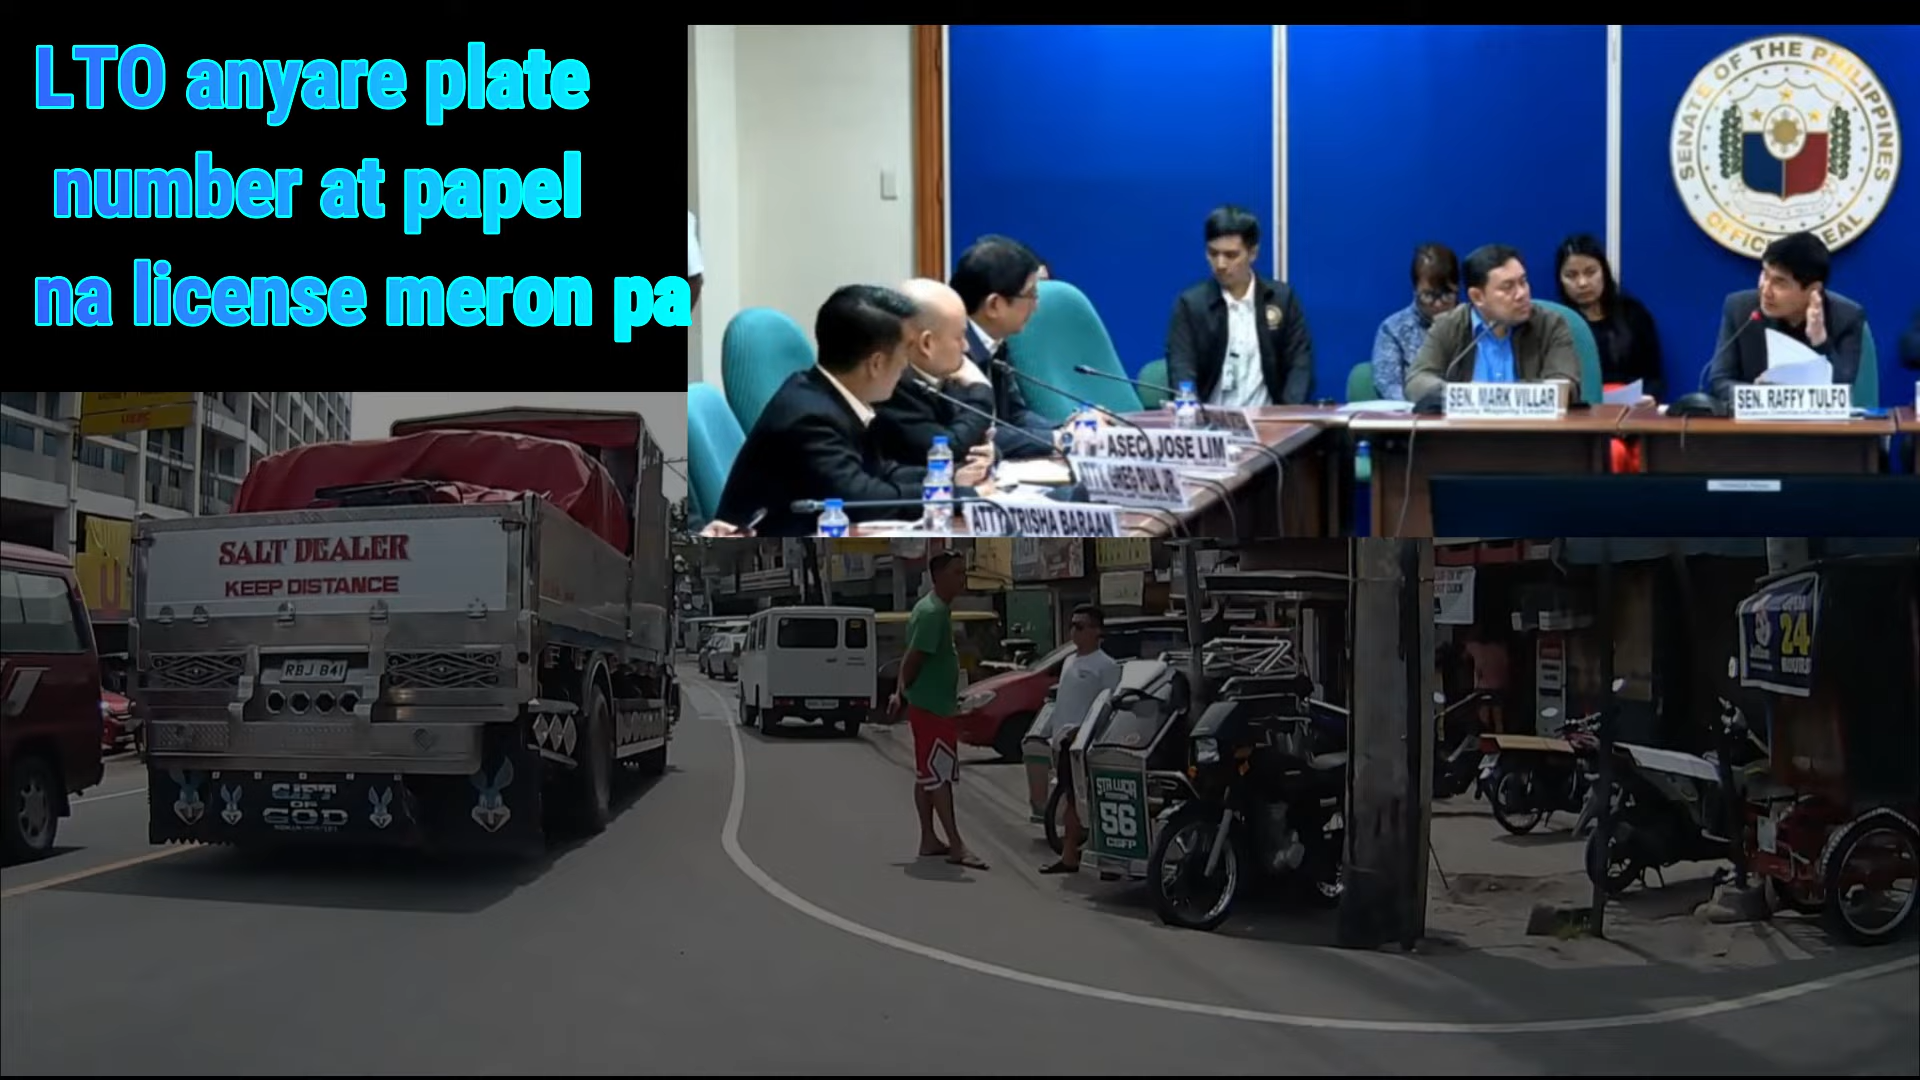 LTO anyare plate
number at papel
na license meron pa
SENATE OF THE PHILIPPINES
OFFICIAL SEAL
SEN. MARK VILLAR
SEN. RAFFY TULFO
ASEC. JOSE LIM
ATTY. GREG PUA JR.
ATTY. TRISHA BARAAN
SALT DEALER
KEEP DISTANCE
RBJ 841
GIFT
OF
GOD
STA LUCIA
56
CSFP
OPEN
24
HOURS